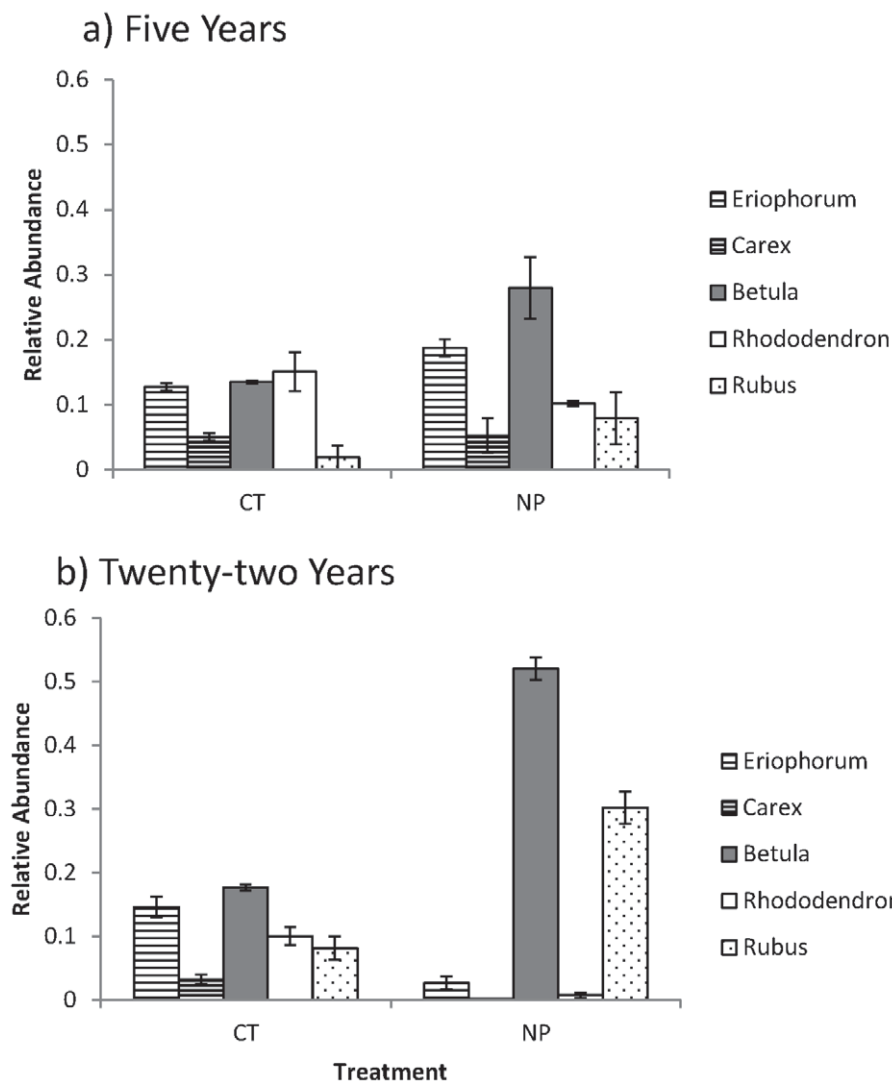 a) Five Years
0.6
0.5
0.4
0.3
0.2
0.1
0
Relative Abundance
CT
NP
Eriophorum
Carex
Betula
Rhododendron
Rubus
b) Twenty-two Years
0.6
0.5
0.4
0.3
0.2
0.1
0
Relative Abundance
CT
NP
Treatment
Eriophorum
Carex
Betula
Rhododendron
Rubus